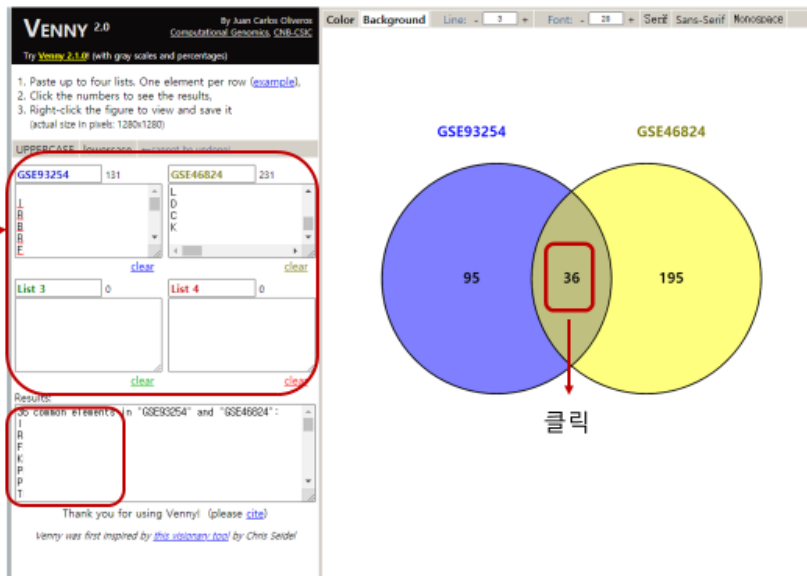 VENNY 2.0
By Juan Carlos Oliveros
Computational Genomics, CNB-CSIC
Try Venny 2.1.0! (with gray scales and percentages)
1. Paste up to four lists. One element per row (example),
2. Click the numbers to see the results,
3. Right-click the figure to view and save it
(actual size in pixels: 1280x1280)
UPPERCASE lowercase
GSE93254 131 GSE46824 231
I
R
B
R
F
L
D
C
K
clear clear
List 3 0 List 4 0
clear clear
Results:
36 common elements in "GSE93254" and "GSE46824":
I
R
F
K
P
P
T
Thank you for using Venny! (please cite)
Venny was first inspired by this visionary tool by Chris Seidel
Color Background Line: - 3 + Font: - 28 + Serif Sans-Serif Monospace
GSE93254 GSE46824
95 36 195
클릭